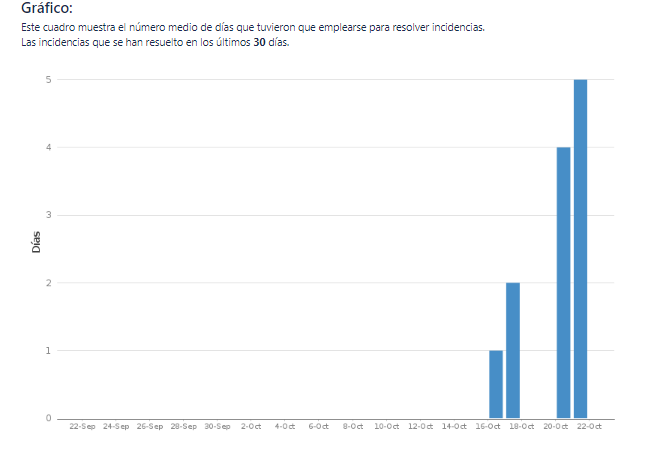 Gráfico:
Este cuadro muestra el número medio de días que tuvieron que emplearse para resolver incidencias.
Las incidencias que se han resuelto en los últimos 30 días.
5
4
3
2
1
0
Días
22-Sep 24-Sep 26-Sep 28-Sep 30-Sep 2-Oct 4-Oct 6-Oct 8-Oct 10-Oct 12-Oct 14-Oct 16-Oct 18-Oct 20-Oct 22-Oct